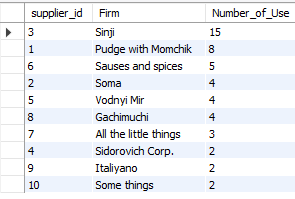 supplier_id Firm Number_of_Use
3 Sinji 15
1 Pudge with Momchik 8
6 Sauses and spices 5
2 Soma 4
5 Vodnyi Mir 4
8 Gachimuchi 4
7 All the little things 3
4 Sidorovich Corp. 2
9 Italiyano 2
10 Some things 2